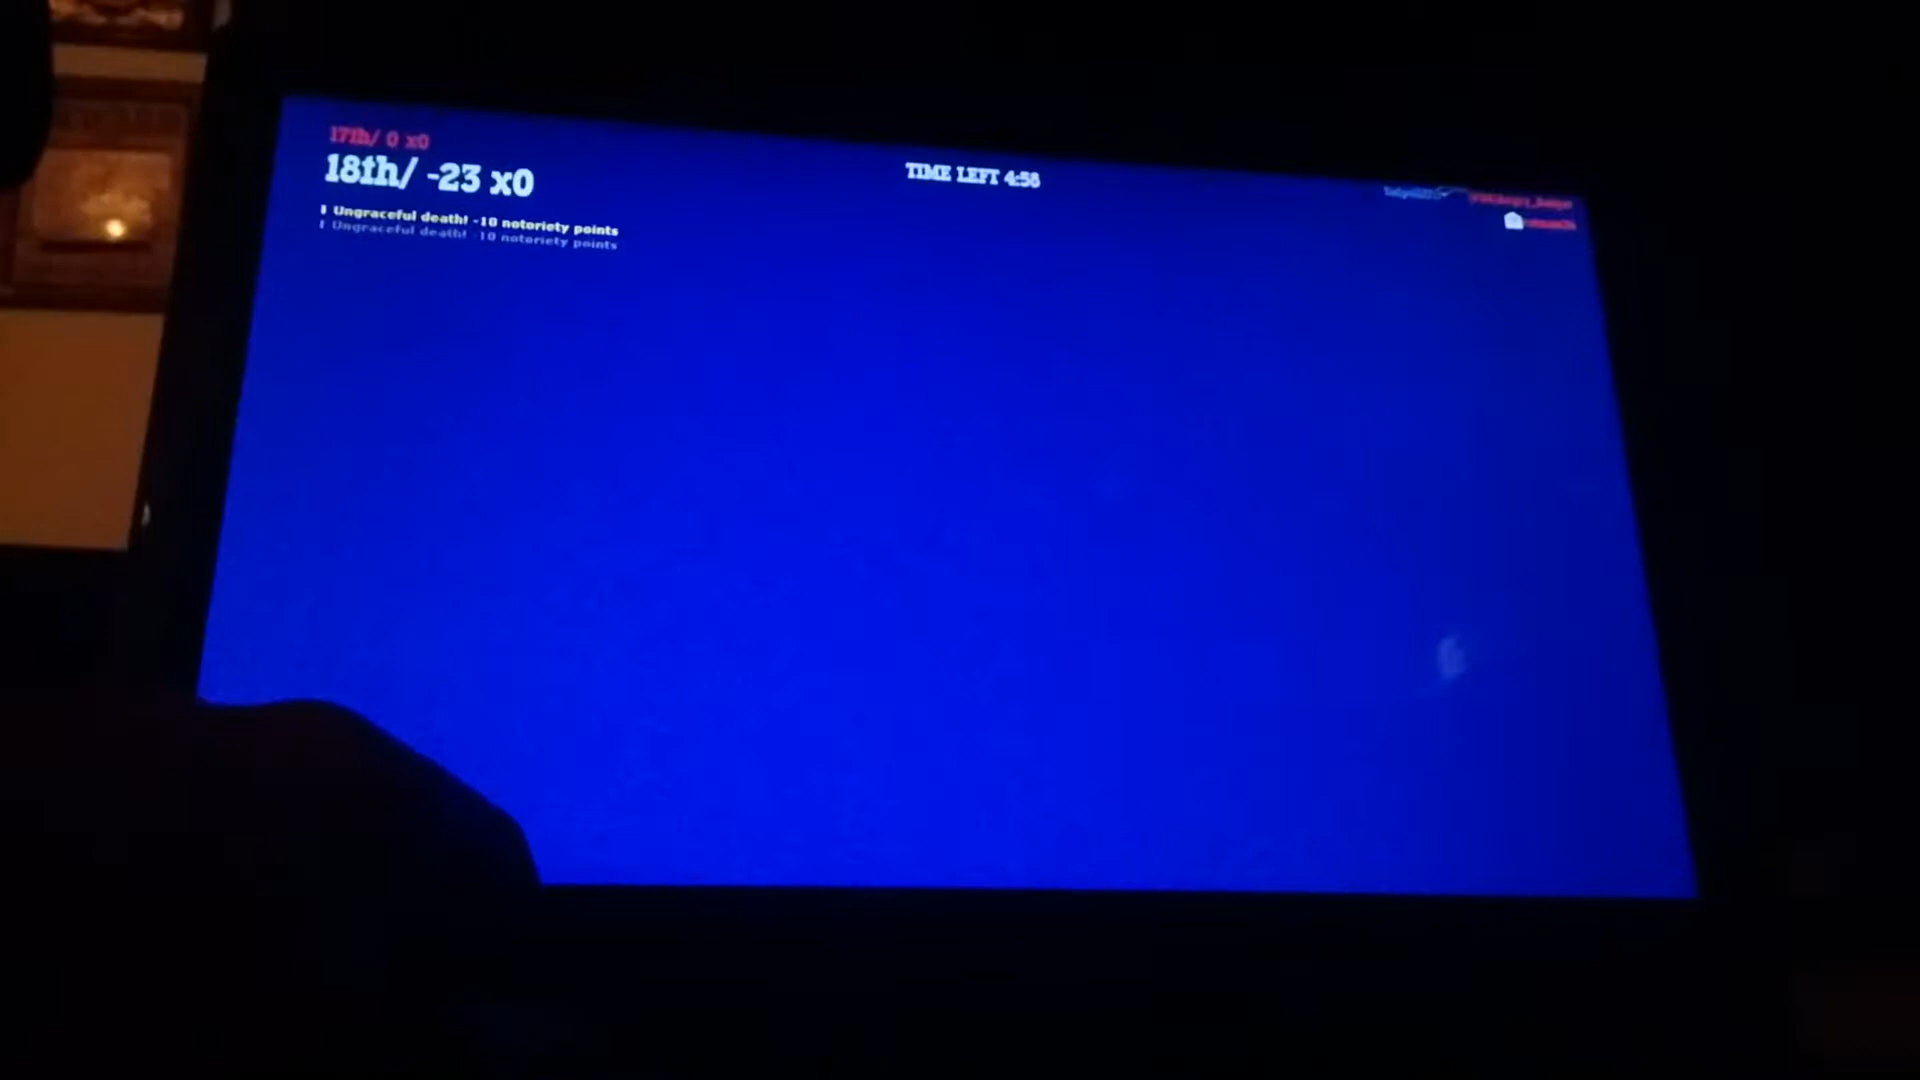 17th/ 0 x0
18th/ -23 x0
TIME LEFT 4:58
Ungraceful death! -10 notoriety points
Ungraceful death! -10 notoriety points